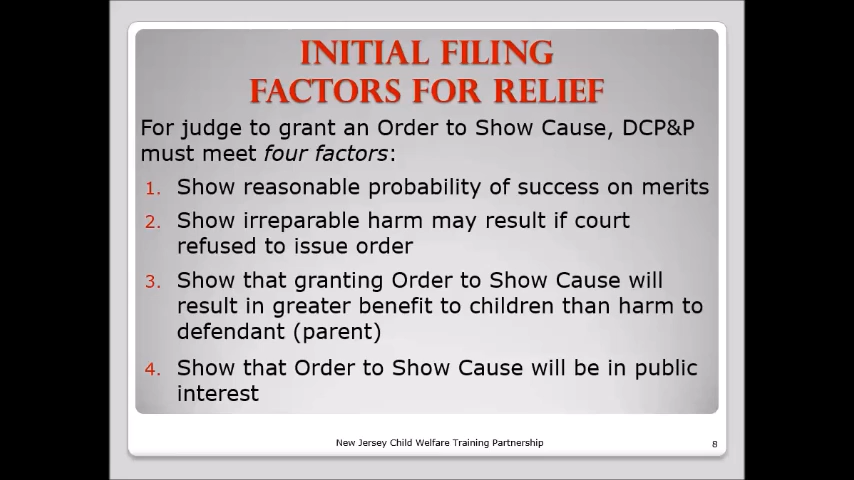 INITIAL FILING
FACTORS FOR RELIEF
For judge to grant an Order to Show Cause, DCP&P
must meet four factors:
1. Show reasonable probability of success on merits
2. Show irreparable harm may result if court
refused to issue order
3. Show that granting Order to Show Cause will
result in greater benefit to children than harm to
defendant (parent)
4. Show that Order to Show Cause will be in public
interest
New Jersey Child Welfare Training Partnership
8